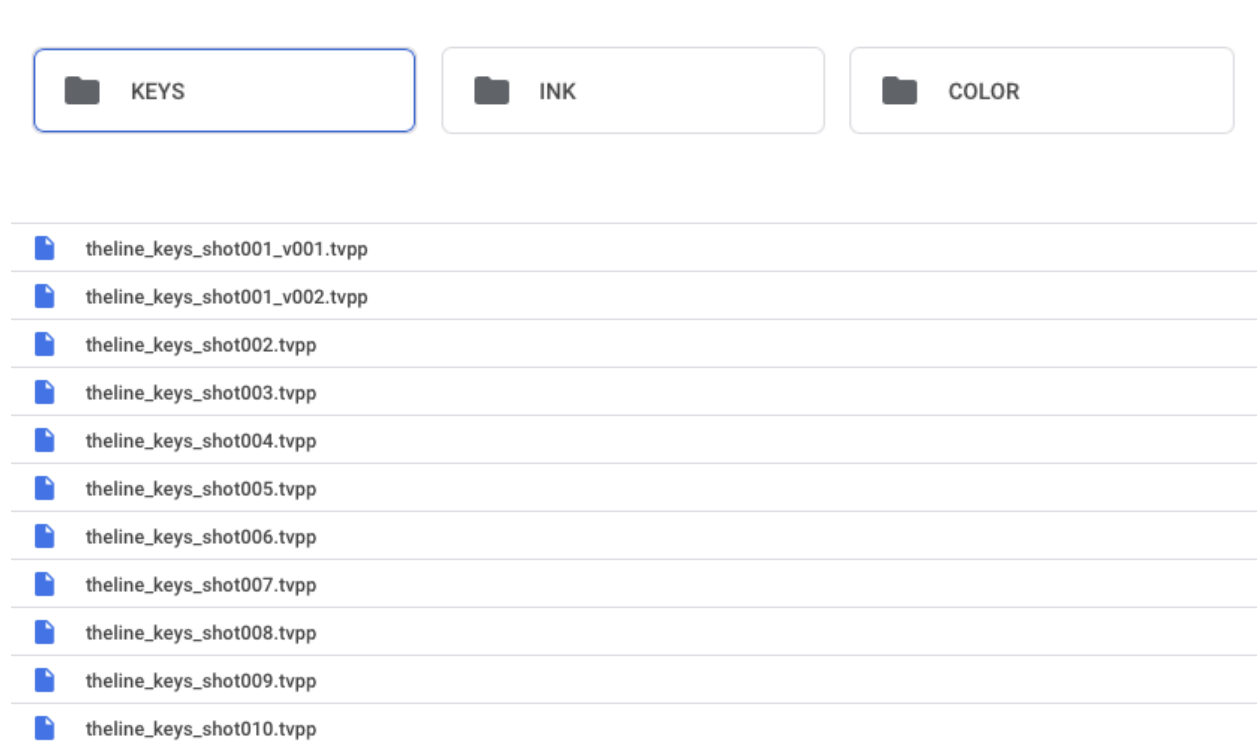 KEYS INK COLOR
theline_keys_shot001_v001.tvpp
theline_keys_shot001_v002.tvpp
theline_keys_shot002.tvpp
theline_keys_shot003.tvpp
theline_keys_shot004.tvpp
theline_keys_shot005.tvpp
theline_keys_shot006.tvpp
theline_keys_shot007.tvpp
theline_keys_shot008.tvpp
theline_keys_shot009.tvpp
theline_keys_shot010.tvpp